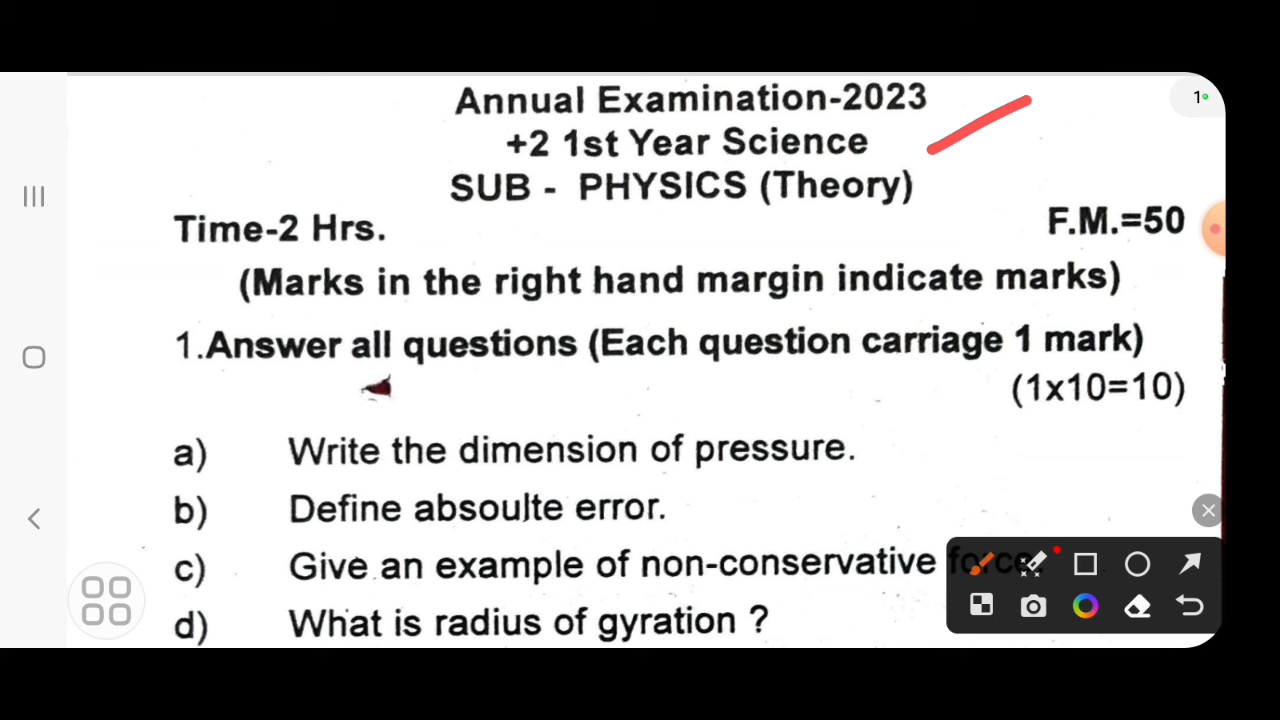 Annual Examination-2023
+2 1st Year Science
SUB - PHYSICS (Theory)
Time-2 Hrs.
F.M.=50
(Marks in the right hand margin indicate marks)
1.Answer all questions (Each question carriage 1 mark)
(1x10=10)
a) Write the dimension of pressure.
b) Define absoulte error.
c) Give an example of non-conservative force.
d) What is radius of gyration ?
1